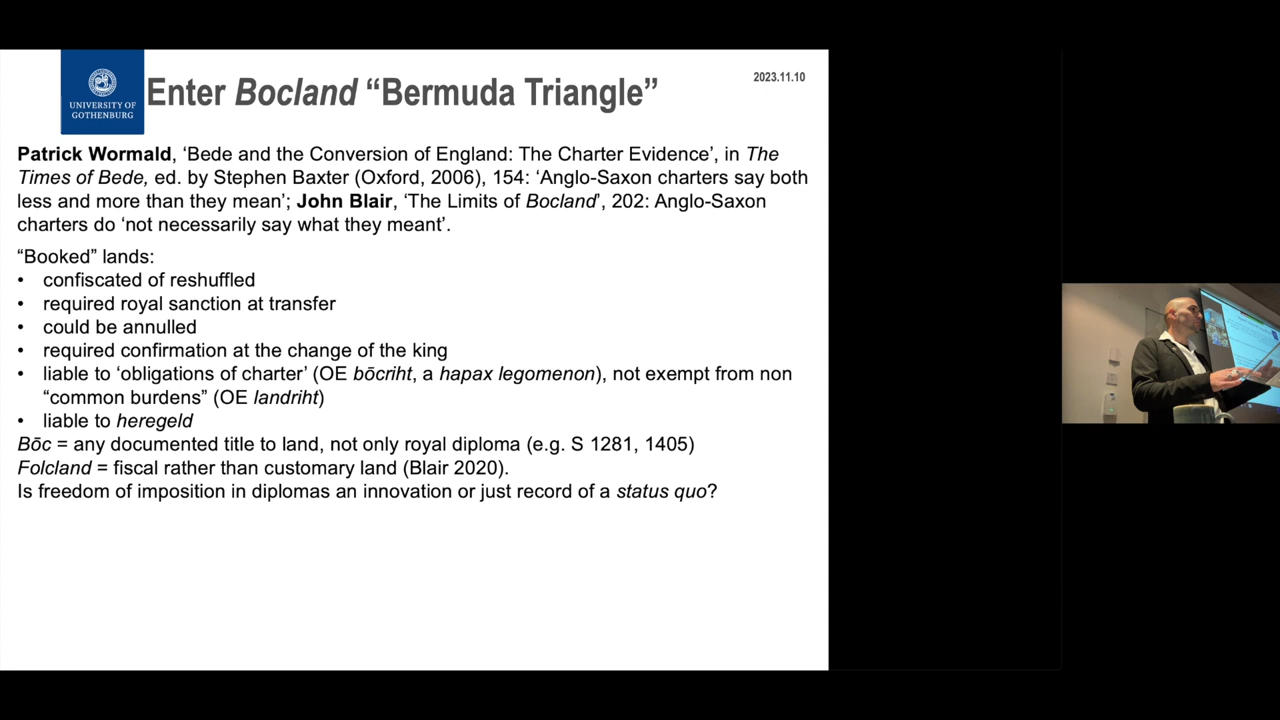 UNIVERSITY OF
GOTHENBURG
Enter Bocland “Bermuda Triangle”
2023.11.10
Patrick Wormald, ‘Bede and the Conversion of England: The Charter Evidence’, in The
Times of Bede, ed. by Stephen Baxter (Oxford, 2006), 154: ‘Anglo-Saxon charters say both
less and more than they mean’; John Blair, ‘The Limits of Bocland’, 202: Anglo-Saxon
charters do ‘not necessarily say what they meant’.
“Booked” lands:
• confiscated of reshuffled
• required royal sanction at transfer
• could be annulled
• required confirmation at the change of the king
• liable to ‘obligations of charter’ (OE bōcriht, a hapax legomenon), not exempt from non
“common burdens” (OE landriht)
• liable to heregeld
Bōc = any documented title to land, not only royal diploma (e.g. S 1281, 1405)
Folcland = fiscal rather than customary land (Blair 2020).
Is freedom of imposition in diplomas an innovation or just record of a status quo?